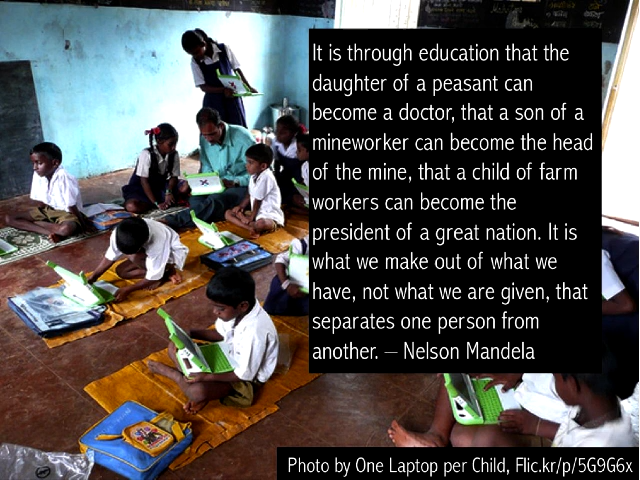 It is through education that the
daughter of a peasant can
become a doctor, that a son of a
mineworker can become the head
of the mine, that a child of farm
workers can become the
president of a great nation. It is
what we make out of what we
have, not what we are given, that
separates one person from
another. – Nelson Mandela
Photo by One Laptop per Child, Flic.kr/p/5G9G6x